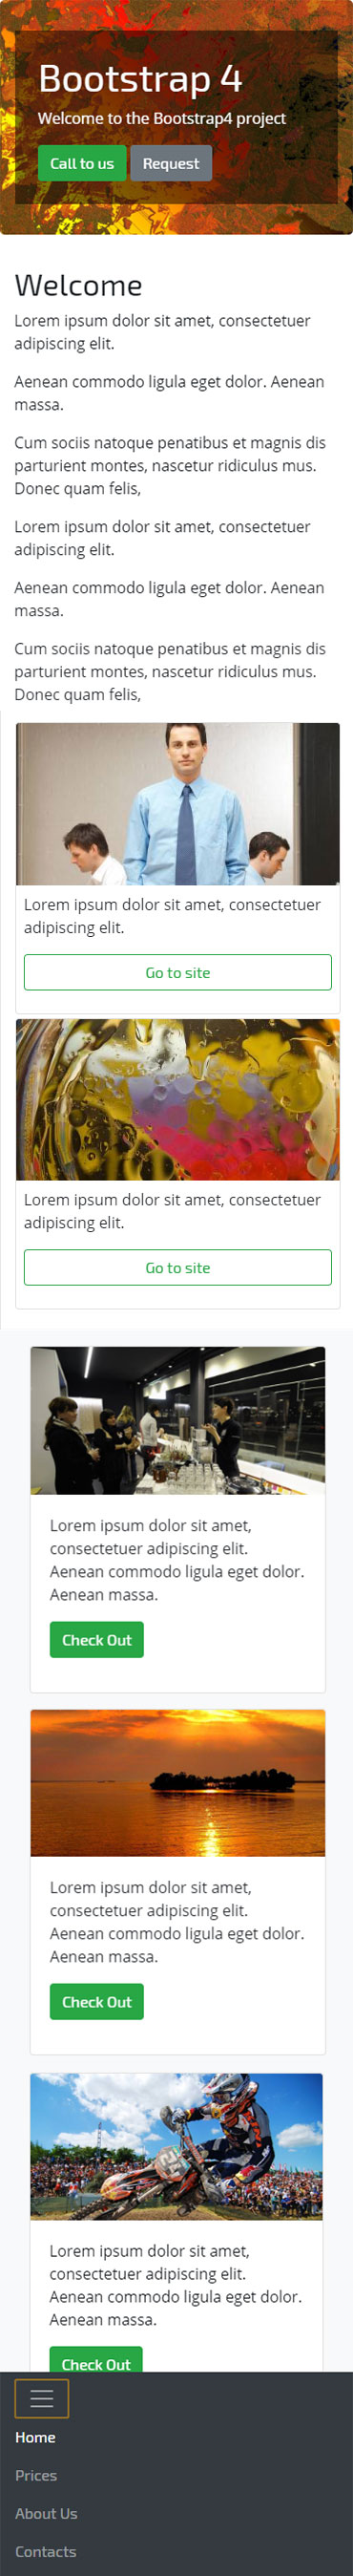 Bootstrap 4
Welcome to the Bootstrap4 project
Call to us Request
Welcome
Lorem ipsum dolor sit amet, consectetuer
adipiscing elit.
Aenean commodo ligula eget dolor. Aenean
massa.
Cum sociis natoque penatibus et magnis dis
parturient montes, nascetur ridiculus mus.
Donec quam felis,
Lorem ipsum dolor sit amet, consectetuer
adipiscing elit.
Aenean commodo ligula eget dolor. Aenean
massa.
Cum sociis natoque penatibus et magnis dis
parturient montes, nascetur ridiculus mus.
Donec quam felis,
Lorem ipsum dolor sit amet, consectetuer
adipiscing elit.
Go to site
Lorem ipsum dolor sit amet, consectetuer
adipiscing elit.
Go to site
Lorem ipsum dolor sit amet,
consectetuer adipiscing elit.
Aenean commodo ligula eget dolor.
Aenean massa.
Check Out
Lorem ipsum dolor sit amet,
consectetuer adipiscing elit.
Aenean commodo ligula eget dolor.
Aenean massa.
Check Out
Lorem ipsum dolor sit amet,
consectetuer adipiscing elit.
Aenean commodo ligula eget dolor.
Aenean massa.
Check Out
Home
Prices
About Us
Contacts